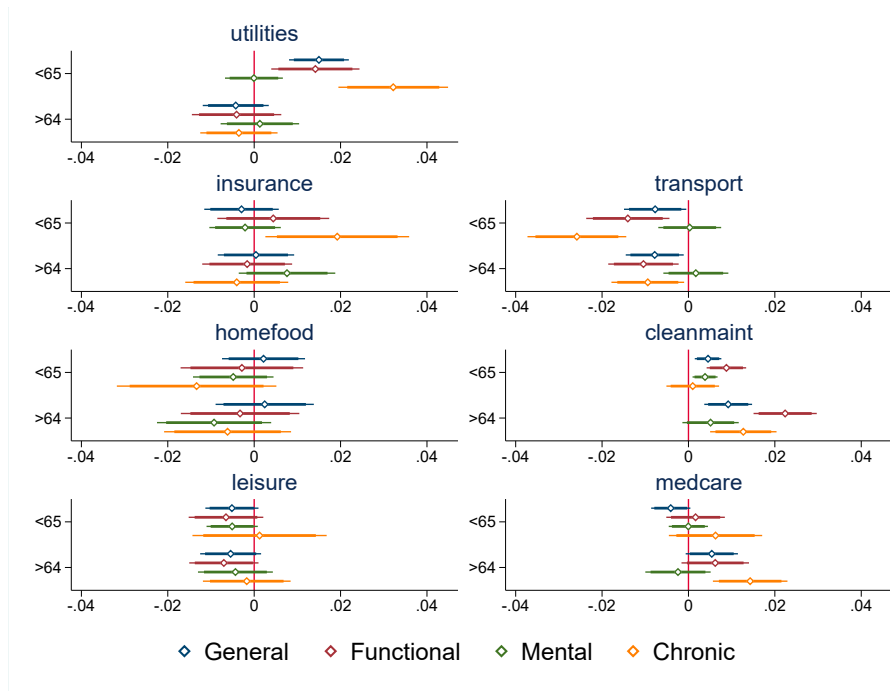 utilities
<65
>64
-.04 -.02 0 .02 .04
insurance transport
<65 <65
>64 >64
-.04 -.02 0 .02 .04 -.04 -.02 0 .02 .04
homefood cleanmaint
<65 <65
>64 >64
-.04 -.02 0 .02 .04 -.04 -.02 0 .02 .04
leisure medcare
<65 <65
>64 >64
-.04 -.02 0 .02 .04 -.04 -.02 0 .02 .04
General Functional Mental Chronic